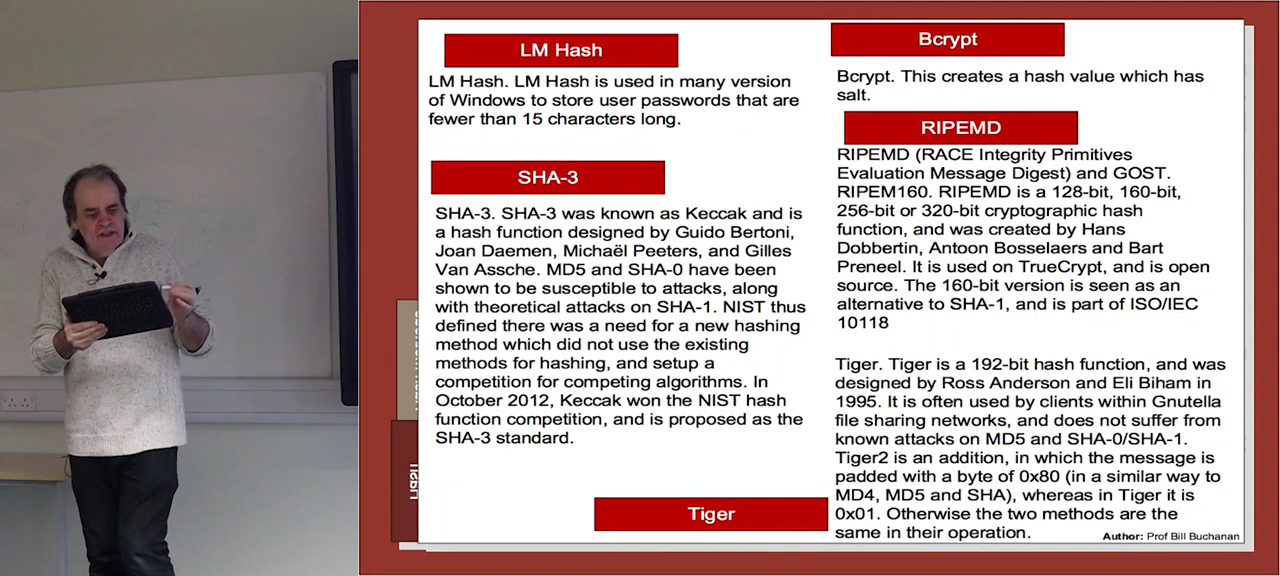 LM Hash
LM Hash. LM Hash is used in many version
of Windows to store user passwords that are
fewer than 15 characters long.
SHA-3
SHA-3. SHA-3 was known as Keccak and is
a hash function designed by Guido Bertoni,
Joan Daemen, Michaël Peeters, and Gilles
Van Assche. MD5 and SHA-0 have been
shown to be susceptible to attacks, along
with theoretical attacks on SHA-1. NIST thus
defined there was a need for a new hashing
method which did not use the existing
methods for hashing, and setup a
competition for competing algorithms. In
October 2012, Keccak won the NIST hash
function competition, and is proposed as the
SHA-3 standard.
Bcrypt
Bcrypt. This creates a hash value which has
salt.
RIPEMD
RIPEMD (RACE Integrity Primitives
Evaluation Message Digest) and GOST.
RIPEM160. RIPEMD is a 128-bit, 160-bit,
256-bit or 320-bit cryptographic hash
function, and was created by Hans
Dobbertin, Antoon Bosselaers and Bart
Preneel. It is used on TrueCrypt, and is open
source. The 160-bit version is seen as an
alternative to SHA-1, and is part of ISO/IEC
10118
Tiger
Tiger. Tiger is a 192-bit hash function, and was
designed by Ross Anderson and Eli Biham in
1995. It is often used by clients within Gnutella
file sharing networks, and does not suffer from
known attacks on MD5 and SHA-0/SHA-1.
Tiger2 is an addition, in which the message is
padded with a byte of 0x80 (in a similar way to
MD4, MD5 and SHA), whereas in Tiger it is
0x01. Otherwise the two methods are the
same in their operation.
Author: Prof Bill Buchanan